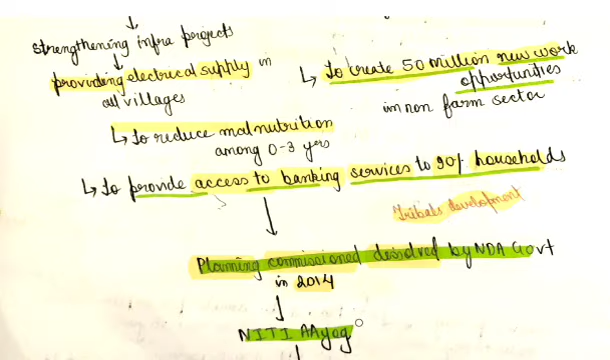 strengthening infra projects
providing electrical supply in
all villages
↳ to create 50 million new work
opportunities
in non farm sector
↳ to reduce malnutrition
among 0-3 yrs
↳ to provide access to banking services to 90% households
Tribals development
Planning commissioned dissolved by NDA Govt
in 2014
NITI AAyog